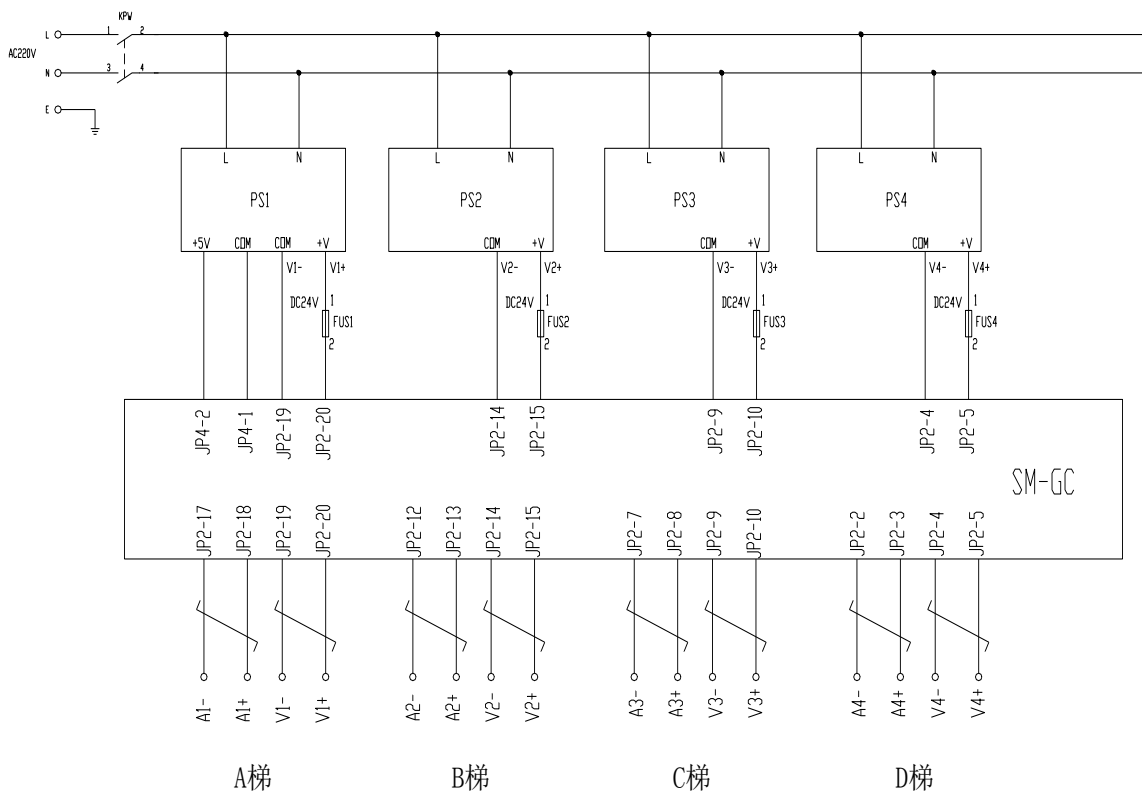 KPW
L 1 2
AC220V
N 3 4
E
L N L N L N L N
PS1 PS2 PS3 PS4
+5V COM COM +V COM +V COM +V COM +V
V1- V1+ V2- V2+ V3- V3+ V4- V4+
DC24V 1 DC24V 1 DC24V 1 DC24V 1
FUS1 FUS2 FUS3 FUS4
2 2 2 2
JP4-2 JP4-1 JP2-19 JP2-20 JP2-14 JP2-15 JP2-9 JP2-10 JP2-4 JP2-5
SM-GC
JP2-17 JP2-18 JP2-19 JP2-20 JP2-12 JP2-13 JP2-14 JP2-15 JP2-7 JP2-8 JP2-9 JP2-10 JP2-2 JP2-3 JP2-4 JP2-5
A1- A1+ V1- V1+ A2- A2+ V2- V2+ A3- A3+ V3- V3+ A4- A4+ V4- V4+
A梯 B梯 C梯 D梯